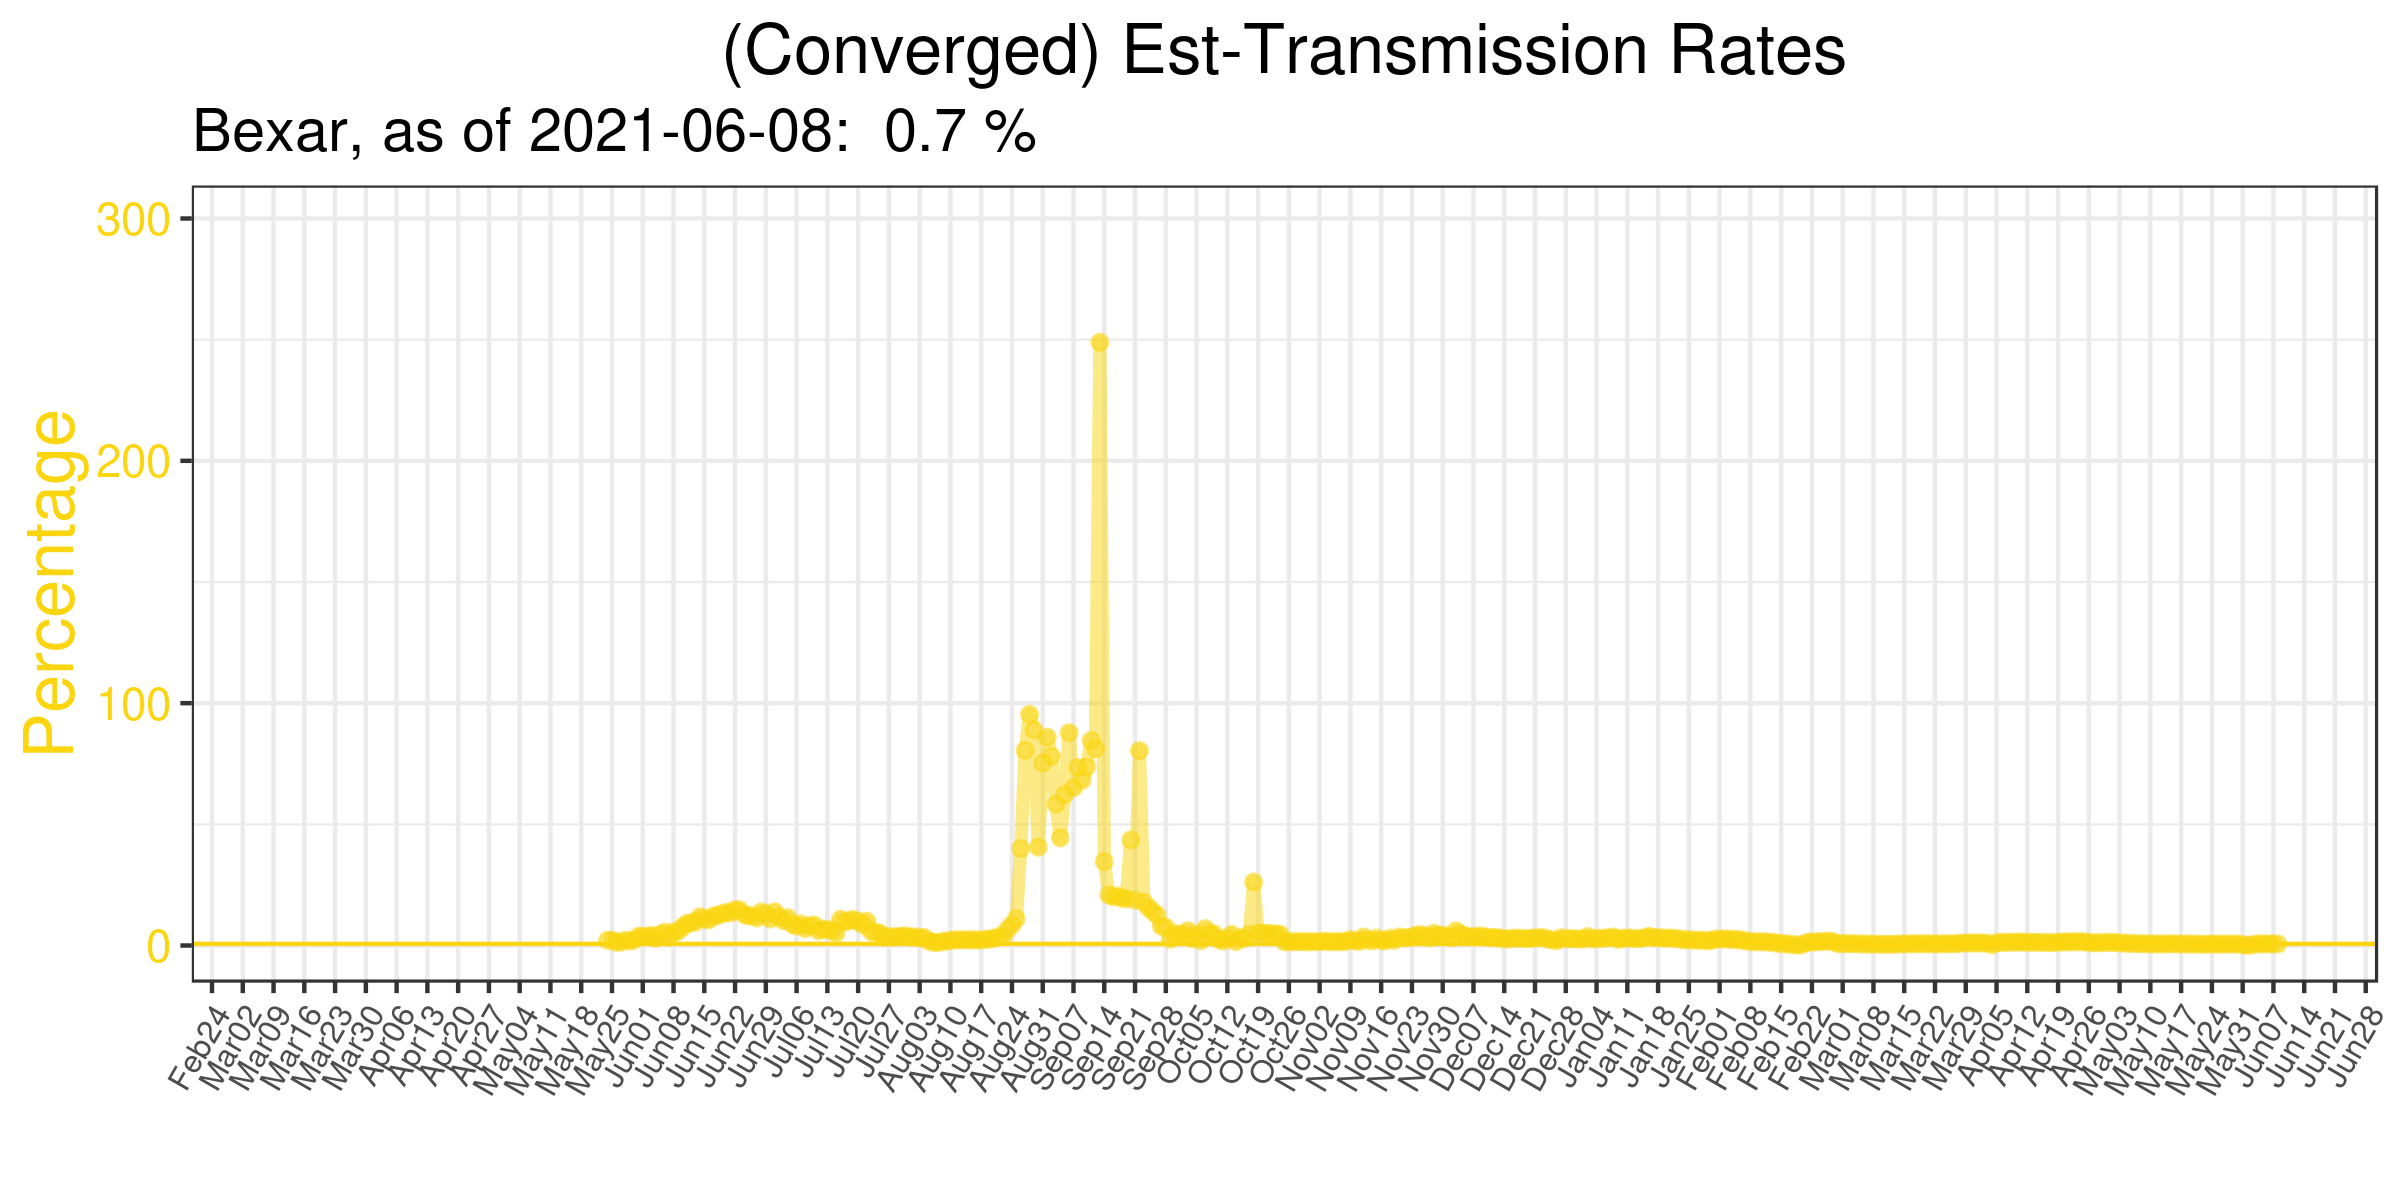 (Converged) Est-Transmission Rates
Bexar, as of 2021-06-08:  0.7 %
Percentage
300
200
100
0
Feb24
Mar02
Mar09
Mar16
Mar23
Mar30
Apr06
Apr13
Apr20
Apr27
May04
May11
May18
May25
Jun01
Jun08
Jun15
Jun22
Jun29
Jul06
Jul13
Jul20
Jul27
Aug03
Aug10
Aug17
Aug24
Aug31
Sep07
Sep14
Sep21
Sep28
Oct05
Oct12
Oct19
Oct26
Nov02
Nov09
Nov16
Nov23
Nov30
Dec07
Dec14
Dec21
Dec28
Jan04
Jan11
Jan18
Jan25
Feb01
Feb08
Feb15
Feb22
Mar01
Mar08
Mar15
Mar22
Mar29
Apr05
Apr12
Apr19
Apr26
May03
May10
May17
May24
May31
Jun07
Jun14
Jun21
Jun28